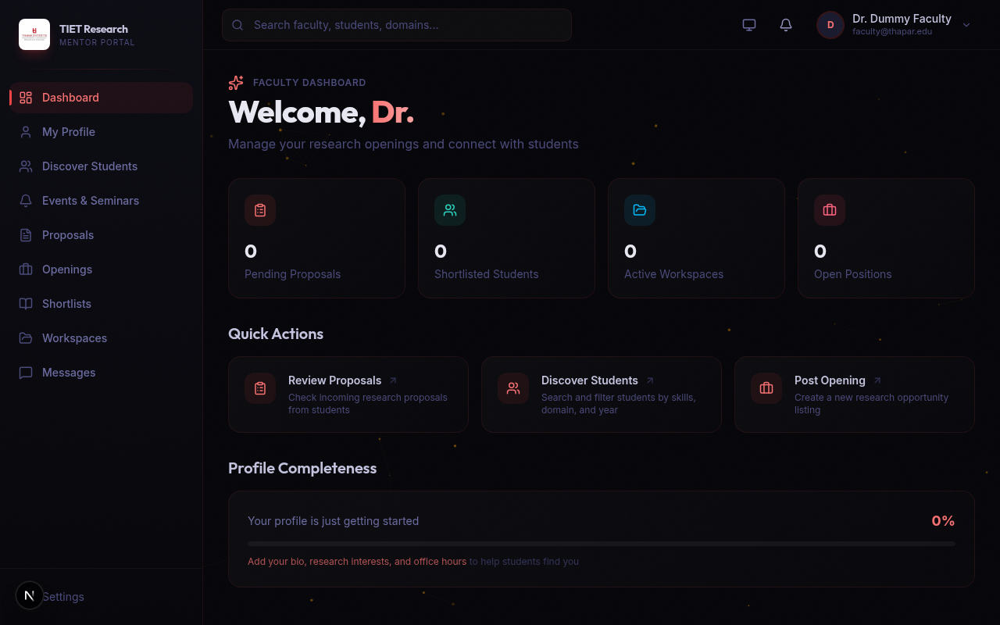 TIET Research
MENTOR PORTAL
Dashboard
My Profile
Discover Students
Events & Seminars
Proposals
Openings
Shortlists
Workspaces
Messages
N
Settings
Search faculty, students, domains...
D
Dr. Dummy Faculty
faculty@thapar.edu
FACULTY DASHBOARD
Welcome, Dr.
Manage your research openings and connect with students
0
Pending Proposals
0
Shortlisted Students
0
Active Workspaces
0
Open Positions
Quick Actions
Review Proposals
Check incoming research proposals
from students
Discover Students
Search and filter students by skills,
domain, and year
Post Opening
Create a new research opportunity
listing
Profile Completeness
Your profile is just getting started
0%
Add your bio, research interests, and office hours to help students find you